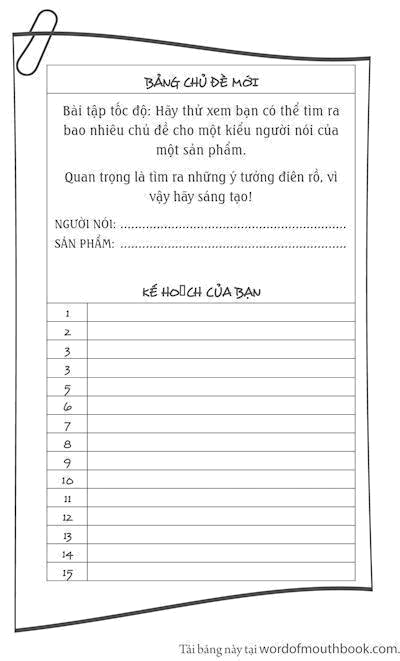 BẢNG CHỦ ĐỀ MỚI
Bài tập tốc độ: Hãy thử xem bạn có thể tìm ra
bao nhiêu chủ đề cho một kiểu người nói của
một sản phẩm.
Quan trọng là tìm ra những ý tưởng điên rồ, vì
vậy hãy sáng tạo!
NGƯỜI NÓI: ............................................................
SẢN PHẨM: ............................................................
KẾ HO▯CH CỦA BẠN
1
2
3
3
5
6
7
8
9
10
11
12
13
14
15
Tải bảng này tại wordofmouthbook.com.